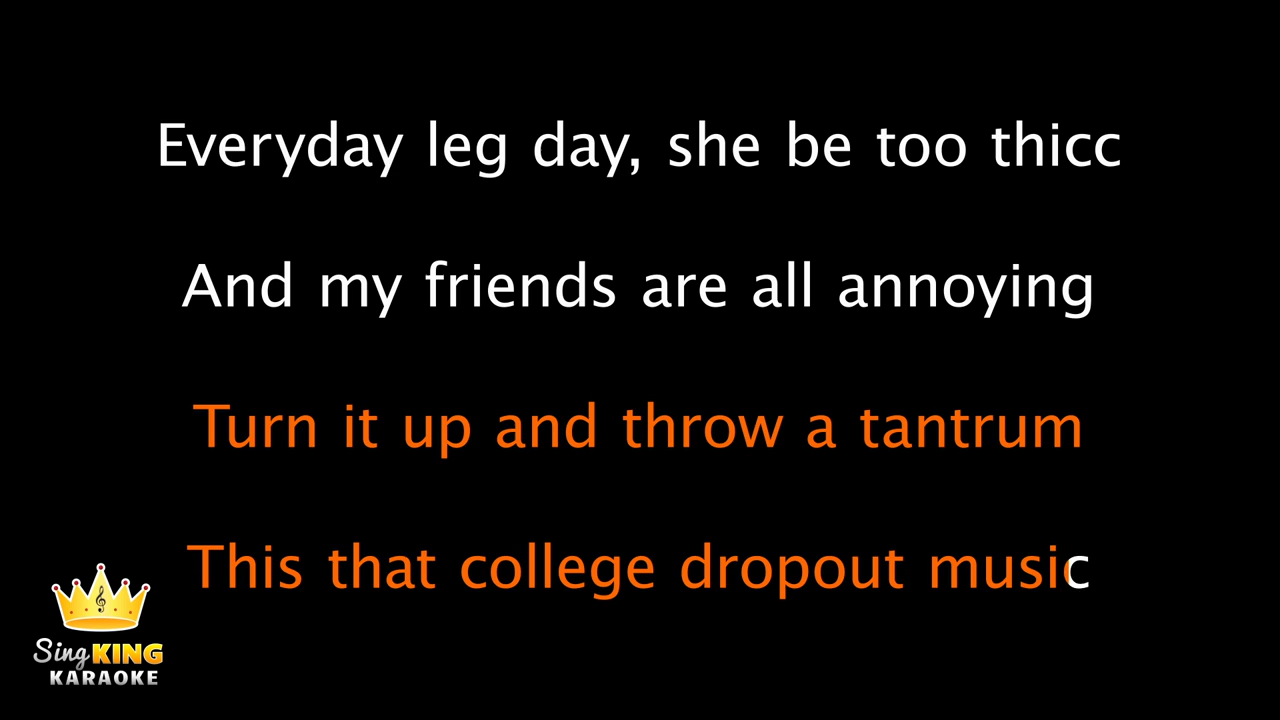 Everyday leg day, she be too thicc
And my friends are all annoying
Turn it up and throw a tantrum
This that college dropout music
Sing KING
KARAOKE